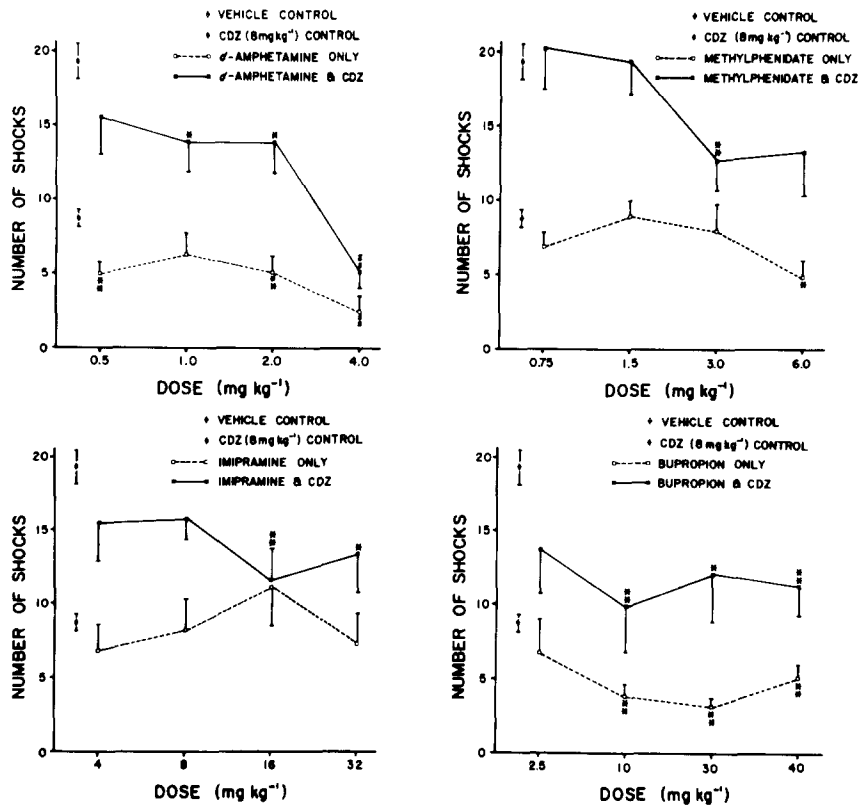 VEHICLE CONTROL
CDZ (8mg kg⁻¹) CONTROL
d-AMPHETAMINE ONLY
d-AMPHETAMINE & CDZ
20
15
10
5
0
NUMBER OF SHOCKS
**
*
*
**
**
**
0.5 1.0 2.0 4.0
DOSE (mg kg⁻¹)
VEHICLE CONTROL
CDZ (8mg kg⁻¹) CONTROL
METHYLPHENIDATE ONLY
METHYLPHENIDATE & CDZ
20
15
10
5
0
NUMBER OF SHOCKS
**
*
0.75 1.5 3.0 6.0
DOSE (mg kg⁻¹)
VEHICLE CONTROL
CDZ (8mg kg⁻¹) CONTROL
IMIPRAMINE ONLY
IMIPRAMINE & CDZ
20
15
10
5
0
NUMBER OF SHOCKS
**
*
4 8 16 32
DOSE (mg kg⁻¹)
VEHICLE CONTROL
CDZ (8mg kg⁻¹) CONTROL
BUPROPION ONLY
BUPROPION & CDZ
20
15
10
5
0
NUMBER OF SHOCKS
**
*
**
**
**
**
2.5 10 30 40
DOSE (mg kg⁻¹)